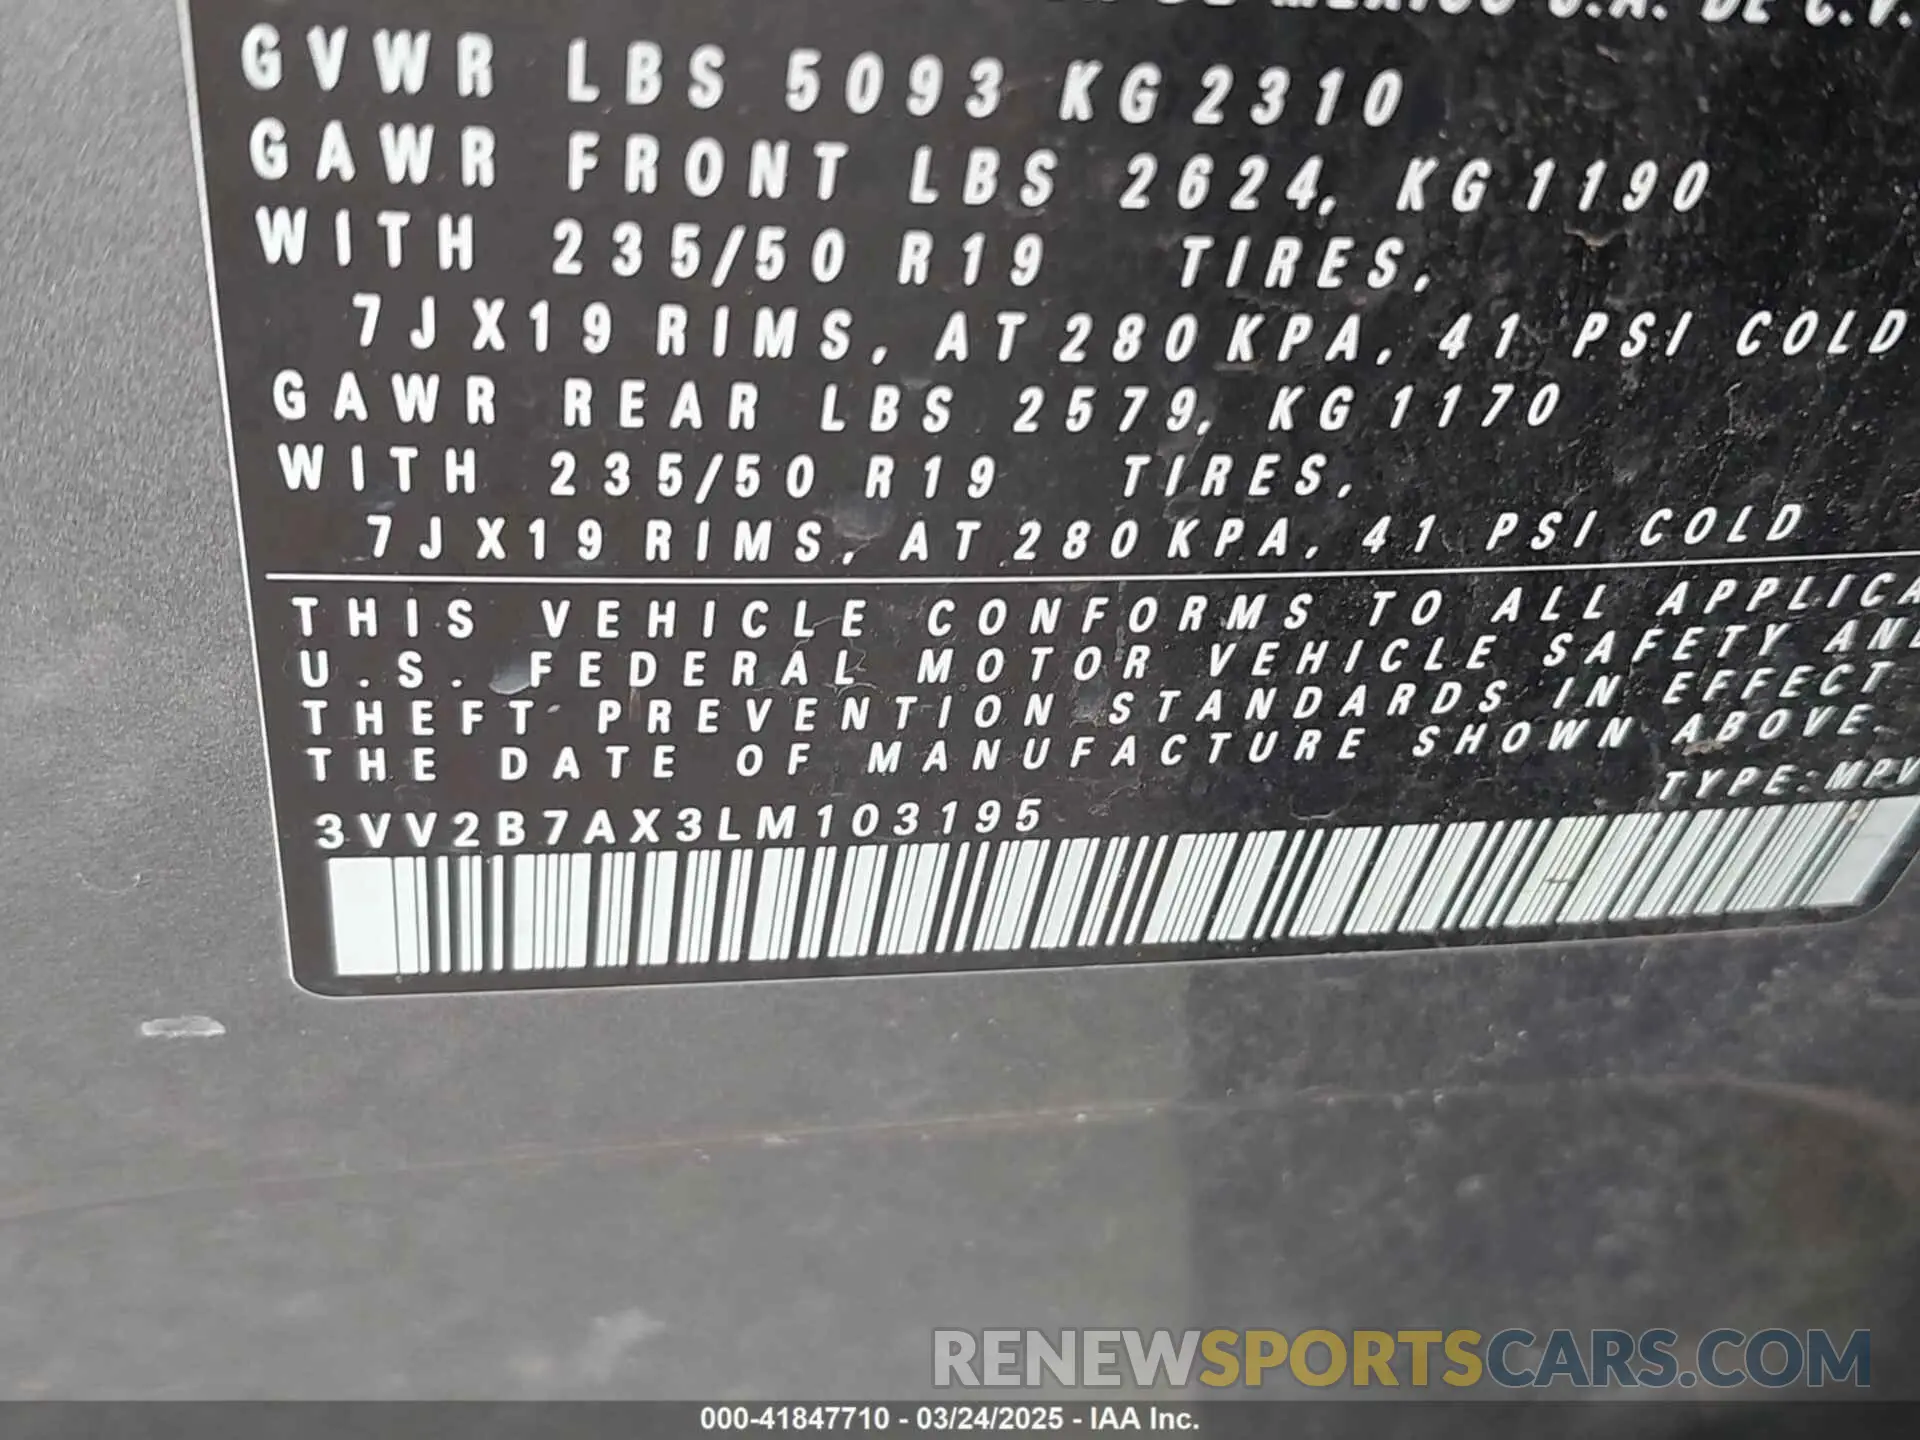 DE MEXICO S.A. DE C.V.
GVWR LBS 5093 KG 2310
GAWR FRONT LBS 2624, KG 1190
WITH 235/50 R19 TIRES,
7JX19 RIMS, AT 280 KPA, 41 PSI COLD
GAWR REAR LBS 2579, KG 1170
WITH 235/50 R19 TIRES,
7JX19 RIMS, AT 280 KPA, 41 PSI COLD
THIS VEHICLE CONFORMS TO ALL APPLICA
U.S. FEDERAL MOTOR VEHICLE SAFETY AND
THEFT PREVENTION STANDARDS IN EFFECT
THE DATE OF MANUFACTURE SHOWN ABOVE.
TYPE: MPV
3VV2B7AX3LM103195
RENEWSPORTSCARS.COM
000-41847710 - 03/24/2025 - IAA Inc.